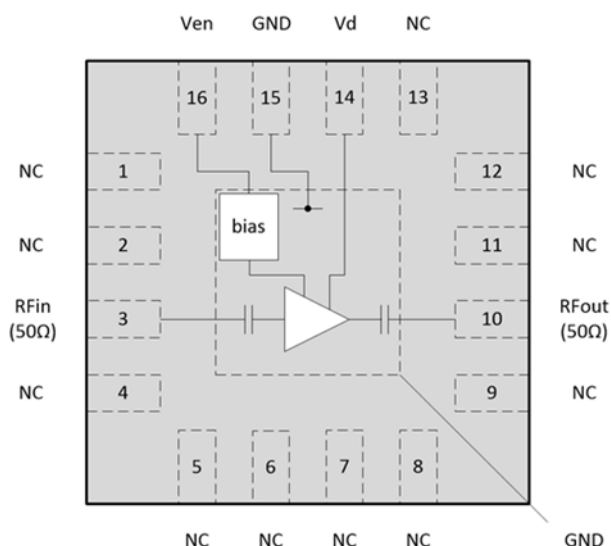 Ven GND Vd NC
16 15 14 13
NC 1 12 NC
bias
NC 2 11 NC
RFin RFout
(50Ω) 3 10 (50Ω)
NC 4 9 NC
5 6 7 8
NC NC NC NC GND